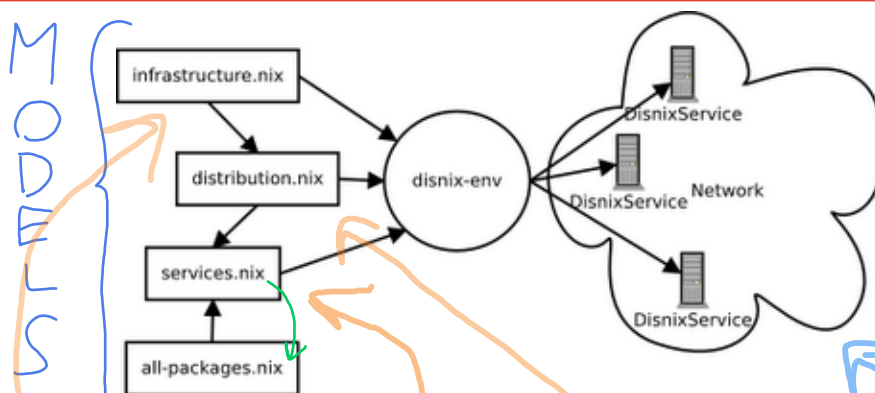 MODELS
infrastructure.nix
distribution.nix
services.nix
all-packages.nix
disnix-env
DisnixService
DisnixService
Network
DisnixService